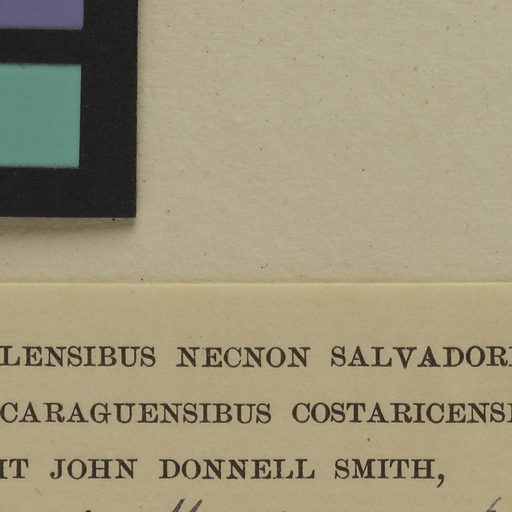 LENSIBUS NECNON SALVADOR
CARAGUENSIBUS COSTARICENS
IT JOHN DONNELL SMITH,